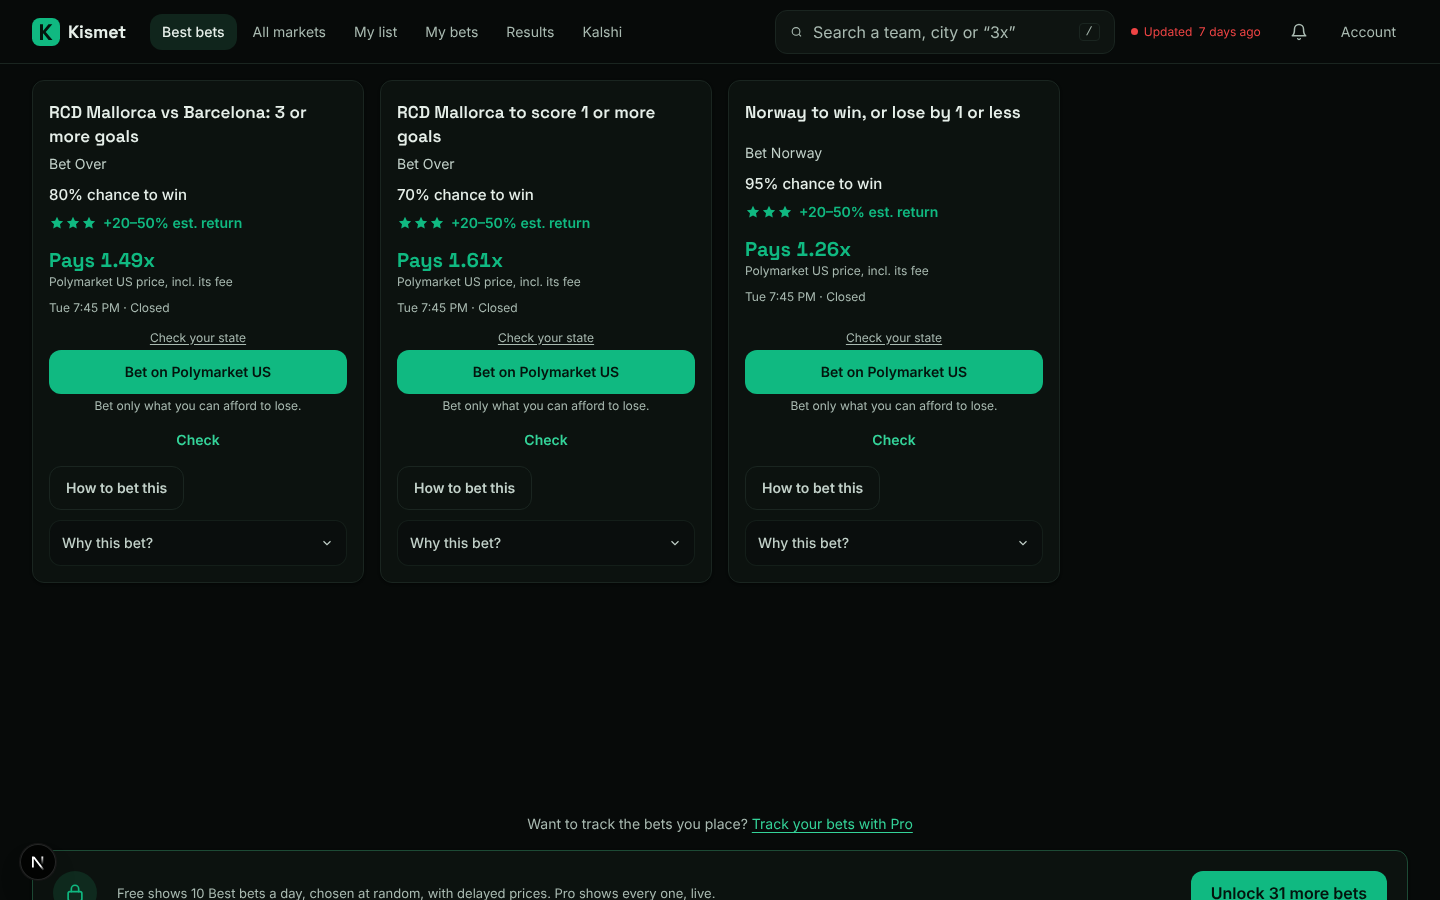 K Kismet
Best bets
All markets
My list
My bets
Results
Kalshi
Search a team, city or “3x”
/
Updated 7 days ago
Account
RCD Mallorca vs Barcelona: 3 or
more goals
Bet Over
80% chance to win
★★★ +20–50% est. return
Pays 1.49x
Polymarket US price, incl. its fee
Tue 7:45 PM · Closed
Check your state
Bet on Polymarket US
Bet only what you can afford to lose.
Check
How to bet this
Why this bet?
RCD Mallorca to score 1 or more
goals
Bet Over
70% chance to win
★★★ +20–50% est. return
Pays 1.61x
Polymarket US price, incl. its fee
Tue 7:45 PM · Closed
Check your state
Bet on Polymarket US
Bet only what you can afford to lose.
Check
How to bet this
Why this bet?
Norway to win, or lose by 1 or less
Bet Norway
95% chance to win
★★★ +20–50% est. return
Pays 1.26x
Polymarket US price, incl. its fee
Tue 7:45 PM · Closed
Check your state
Bet on Polymarket US
Bet only what you can afford to lose.
Check
How to bet this
Why this bet?
Want to track the bets you place? Track your bets with Pro
N
Free shows 10 Best bets a day, chosen at random, with delayed prices. Pro shows every one, live.
Unlock 31 more bets